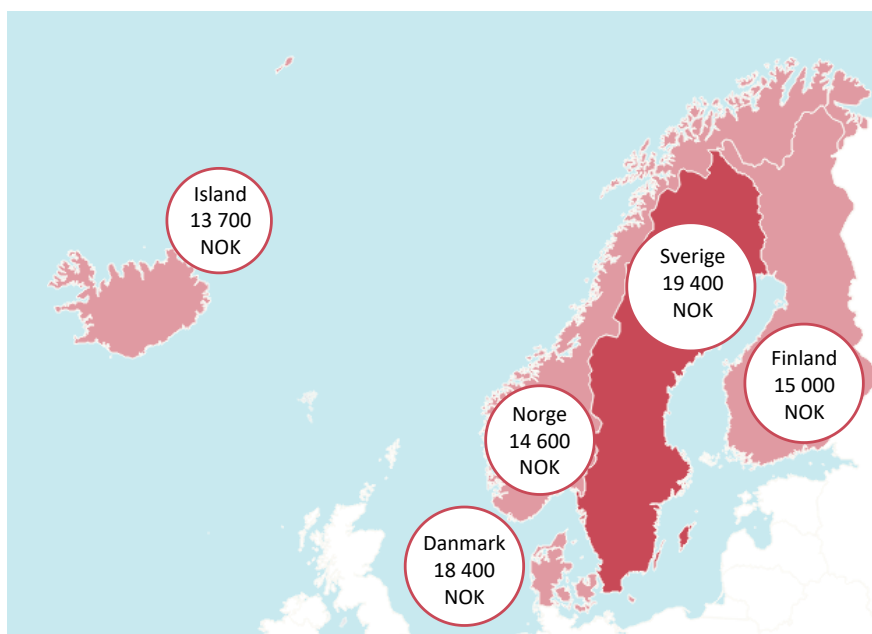 Island
13 700
NOK
Sverige
19 400
NOK
Finland
15 000
NOK
Norge
14 600
NOK
Danmark
18 400
NOK